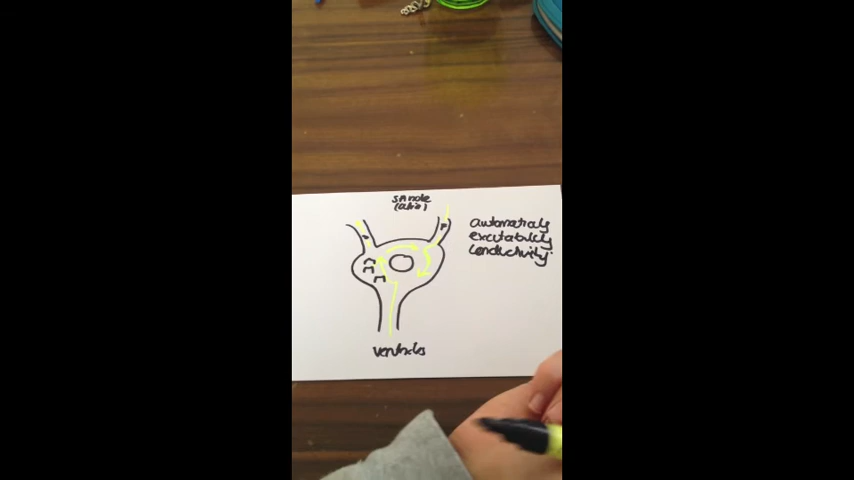 SA node
(atria)
automaticity
excitability
conductivity
ventricles